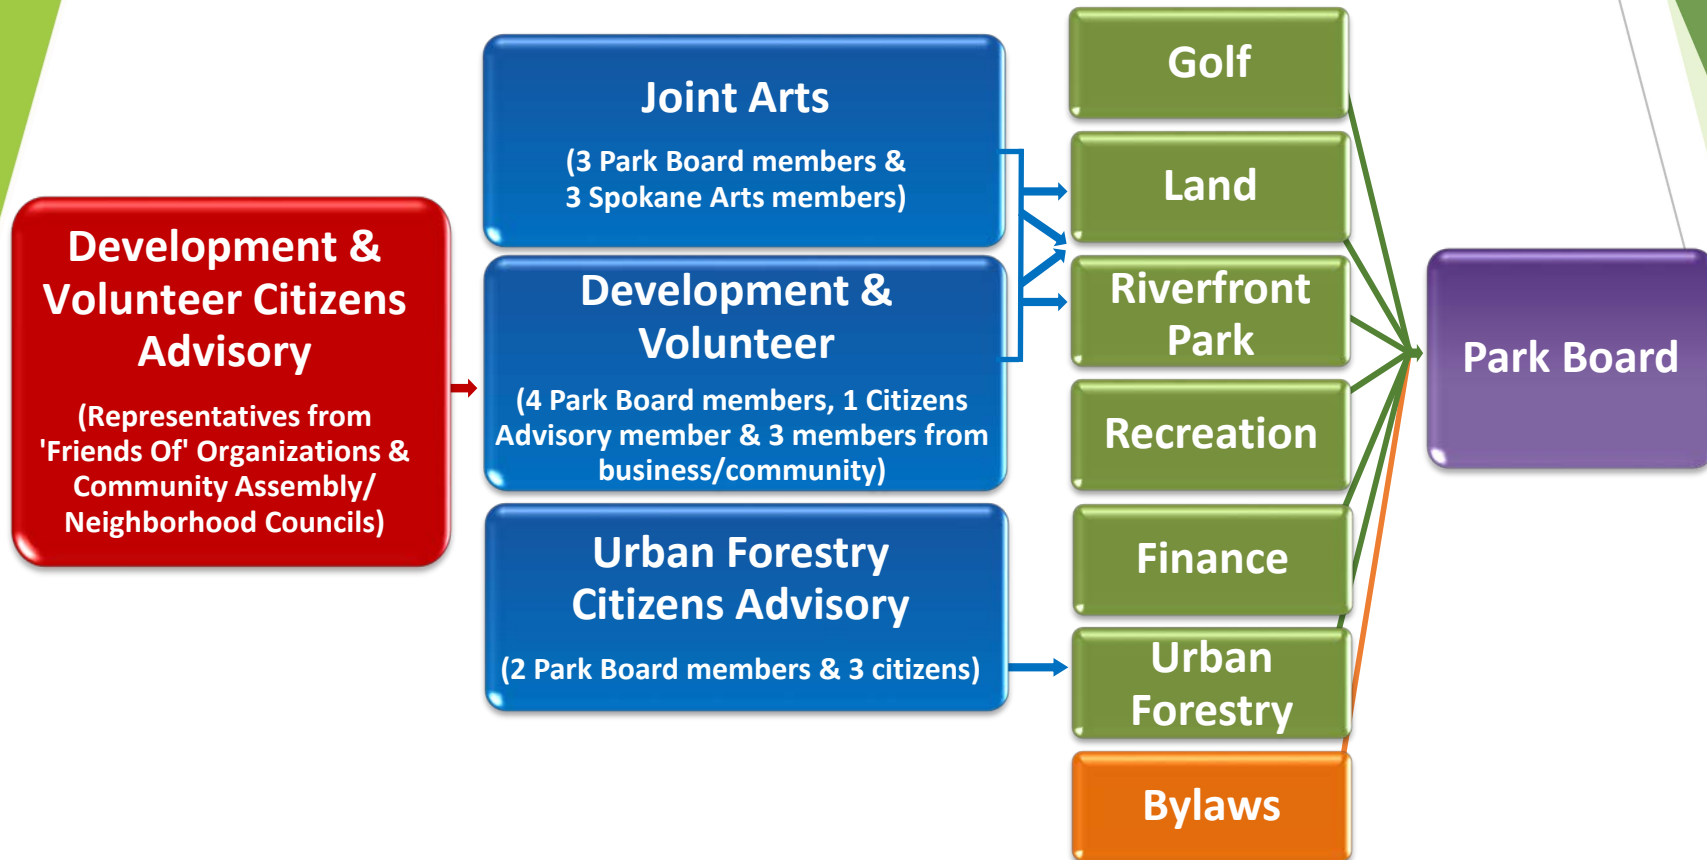 Development &
Volunteer Citizens
Advisory
(Representatives from
'Friends Of' Organizations &
Community Assembly/
Neighborhood Councils)
Joint Arts
(3 Park Board members &
3 Spokane Arts members)
Development &
Volunteer
(4 Park Board members, 1 Citizens
Advisory member & 3 members from
business/community)
Urban Forestry
Citizens Advisory
(2 Park Board members & 3 citizens)
Golf
Land
Riverfront
Park
Recreation
Finance
Urban
Forestry
Bylaws
Park Board